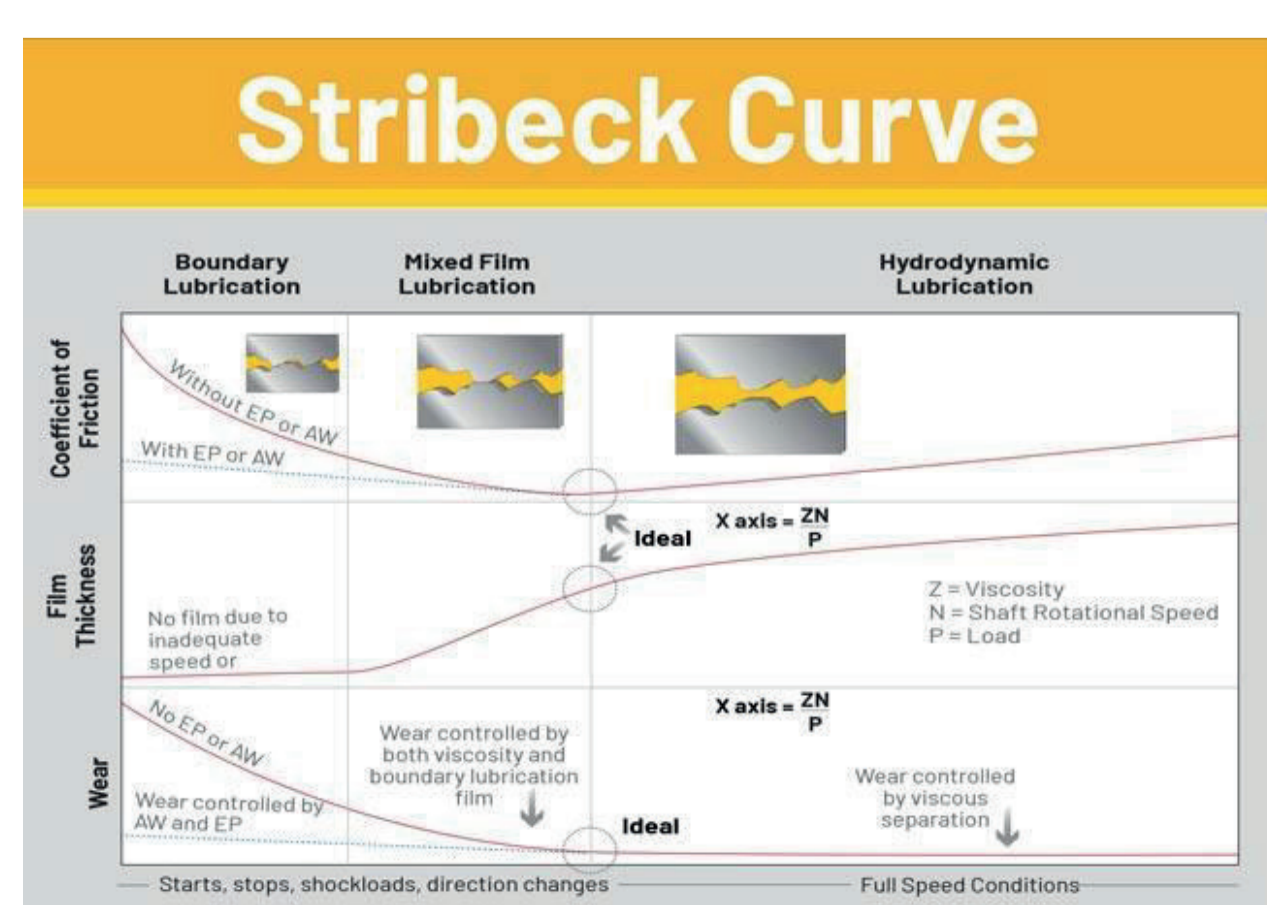 Stribeck Curve
Boundary
Lubrication
Mixed Film
Lubrication
Hydrodynamic
Lubrication
Coefficient of
Friction
Without EP or AW
With EP or AW
Film
Thickness
X axis = ZN
P
Ideal
Z = Viscosity
N = Shaft Rotational Speed
P = Load
No film due to
inadequate
speed or
Wear
No EP or AW
Wear controlled by
AW and EP
Wear controlled by
both viscosity and
boundary lubrication
film
Ideal
X axis = ZN
P
Wear controlled
by viscous
separation
Starts, stops, shockloads, direction changes
Full Speed Conditions